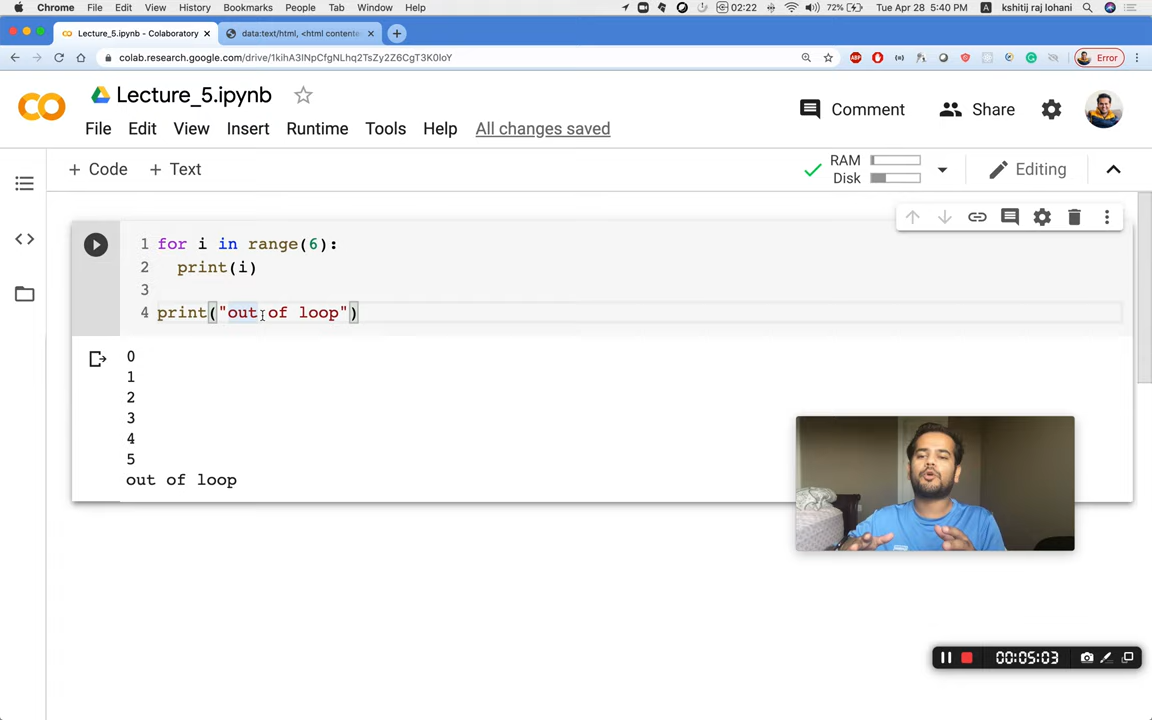 Chrome File Edit View History Bookmarks People Tab Window Help 02:22 72% Tue Apr 28 5:40 PM A kshitij raj lohani
Lecture_5.ipynb - Colaboratory data:text/html, <html contente
colab.research.google.com/drive/1kihA3lNpCfgNLhq2TsZy2Z6CgT3K0loY ABP Error
CO Lecture_5.ipynb
Comment Share
File Edit View Insert Runtime Tools Help All changes saved
+ Code + Text RAM Disk Editing
1 for i in range(6):
2 print(i)
3
4 print("out of loop")
0
1
2
3
4
5
out of loop
00:05:03